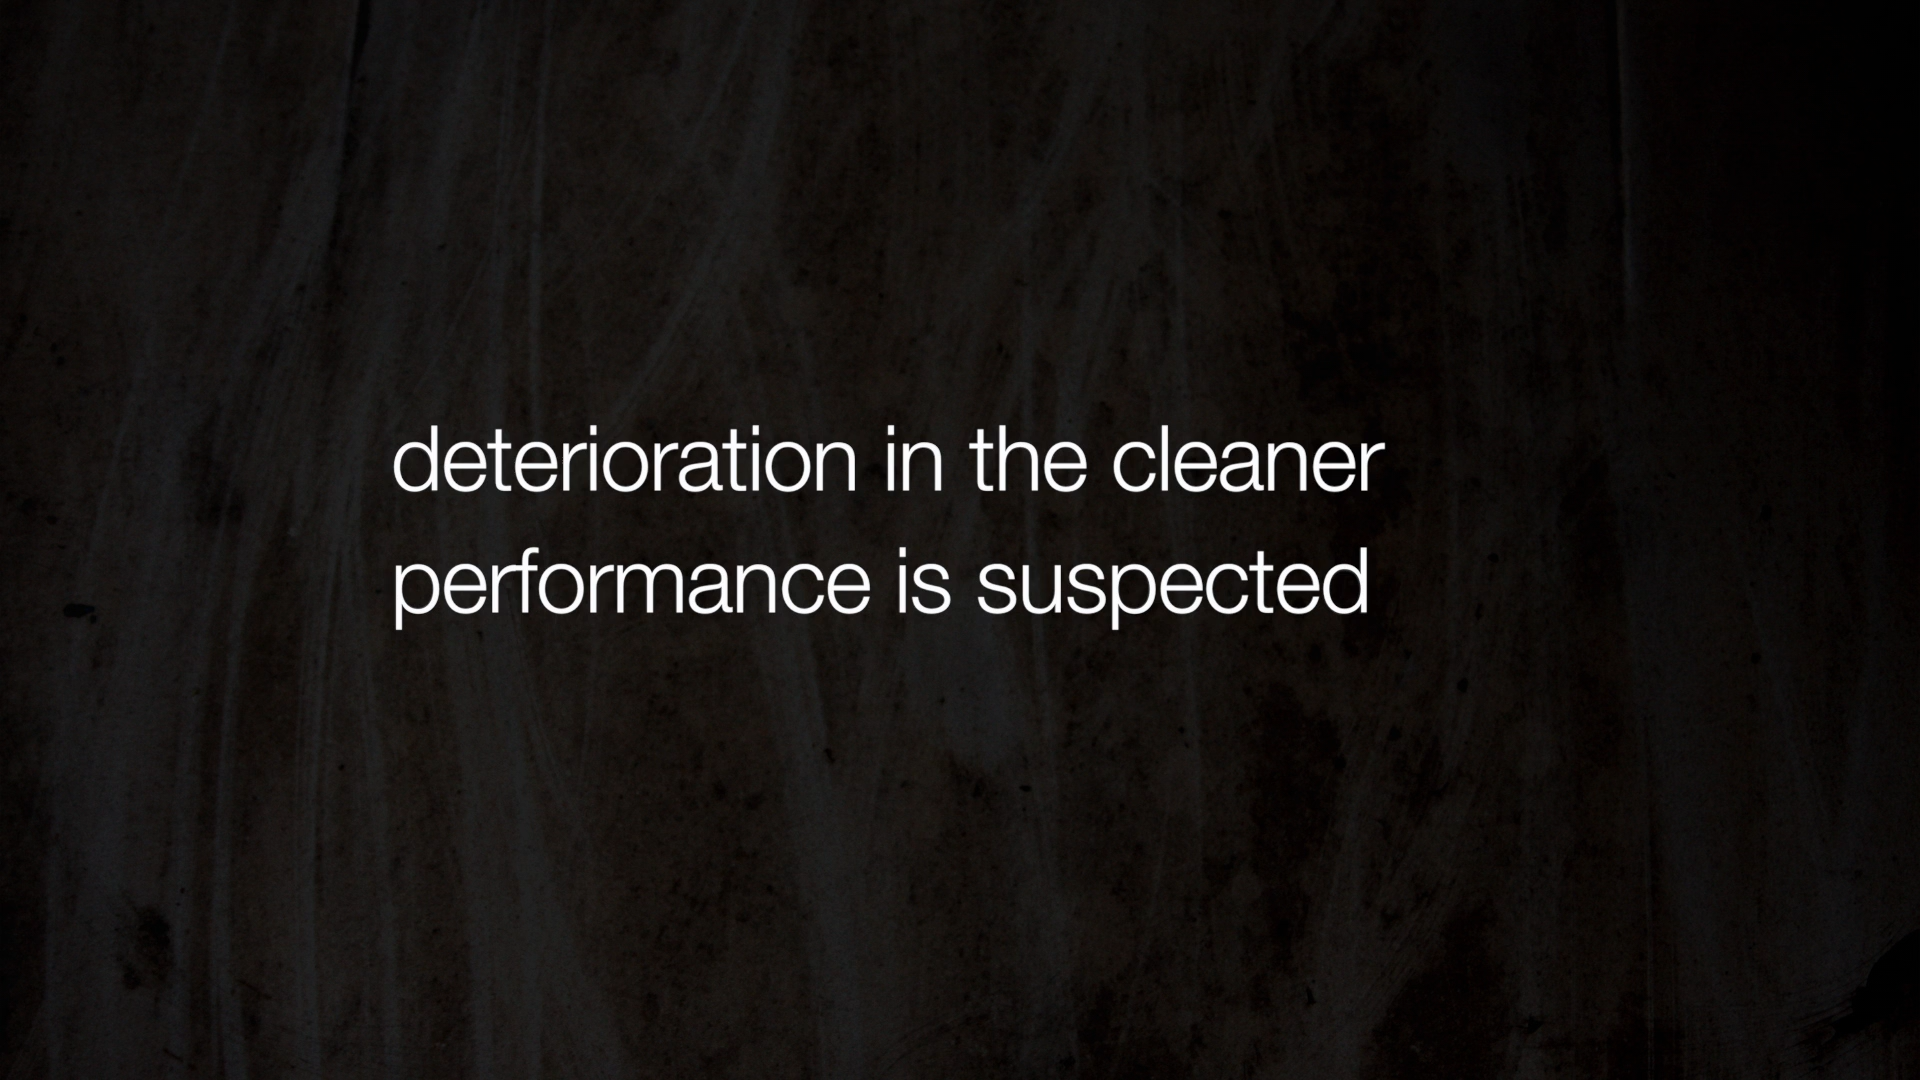 deterioration in the cleaner
performance is suspected